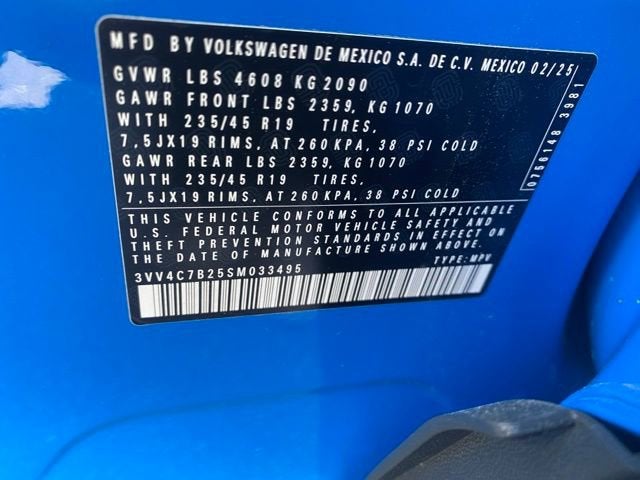 MFD BY VOLKSWAGEN DE MEXICO S.A. DE C.V. MEXICO 02/25
GVWR LBS 4608 KG 2090
GAWR FRONT LBS 2359, KG 1070
WITH 235/45 R19 TIRES,
7,5JX19 RIMS, AT 260 KPA, 38 PSI COLD
GAWR REAR LBS 2359, KG 1070
WITH 235/45 R19 TIRES,
7,5JX19 RIMS, AT 260 KPA, 38 PSI COLD
0756148 3981
THIS VEHICLE CONFORMS TO ALL APPLICABLE
U.S. FEDERAL MOTOR VEHICLE SAFETY AND
THEFT PREVENTION STANDARDS IN EFFECT ON
THE DATE OF MANUFACTURE SHOWN ABOVE.
3VV4C7B25SM033495 TYPE: MPV